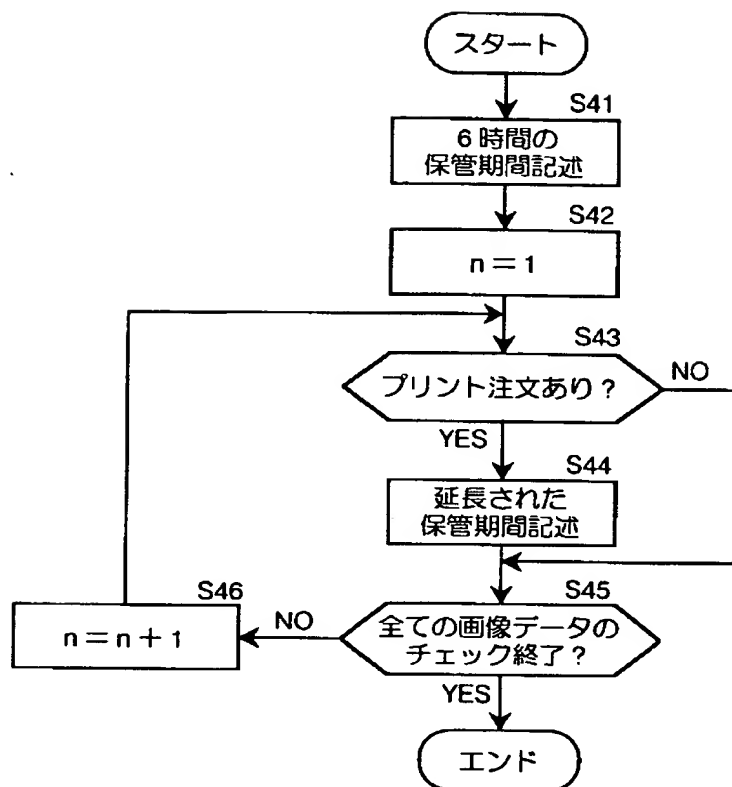 スタート
S41
6時間の
保管期間記述
S42
n=1
S43
プリント注文あり?
NO
YES
S44
延長された
保管期間記述
S45
全ての画像データの
チェック終了?
NO
S46
n=n+1
YES
エンド